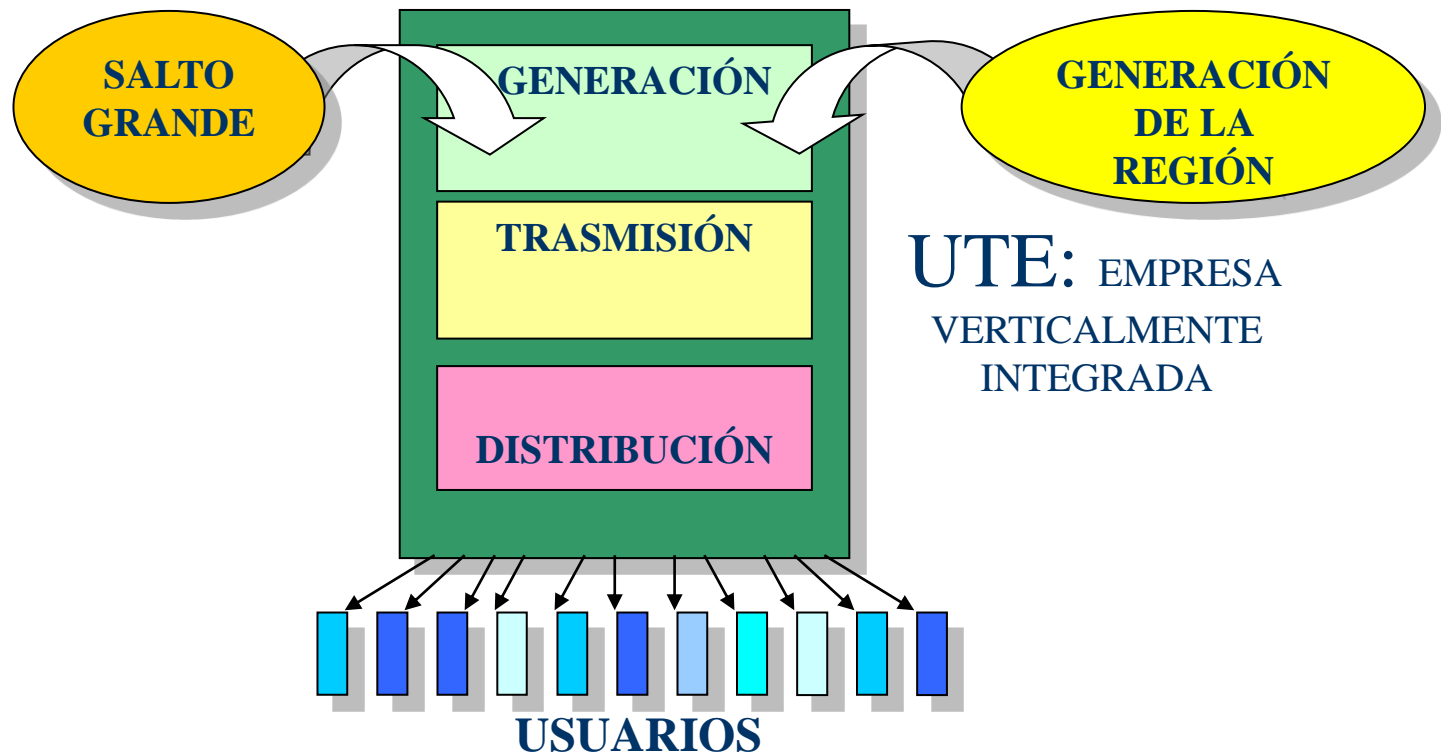 SALTO
GRANDE
GENERACIÓN
GENERACIÓN
DE LA
REGIÓN
TRASMISIÓN
UTE: EMPRESA
VERTICALMENTE
INTEGRADA
DISTRIBUCIÓN
USUARIOS